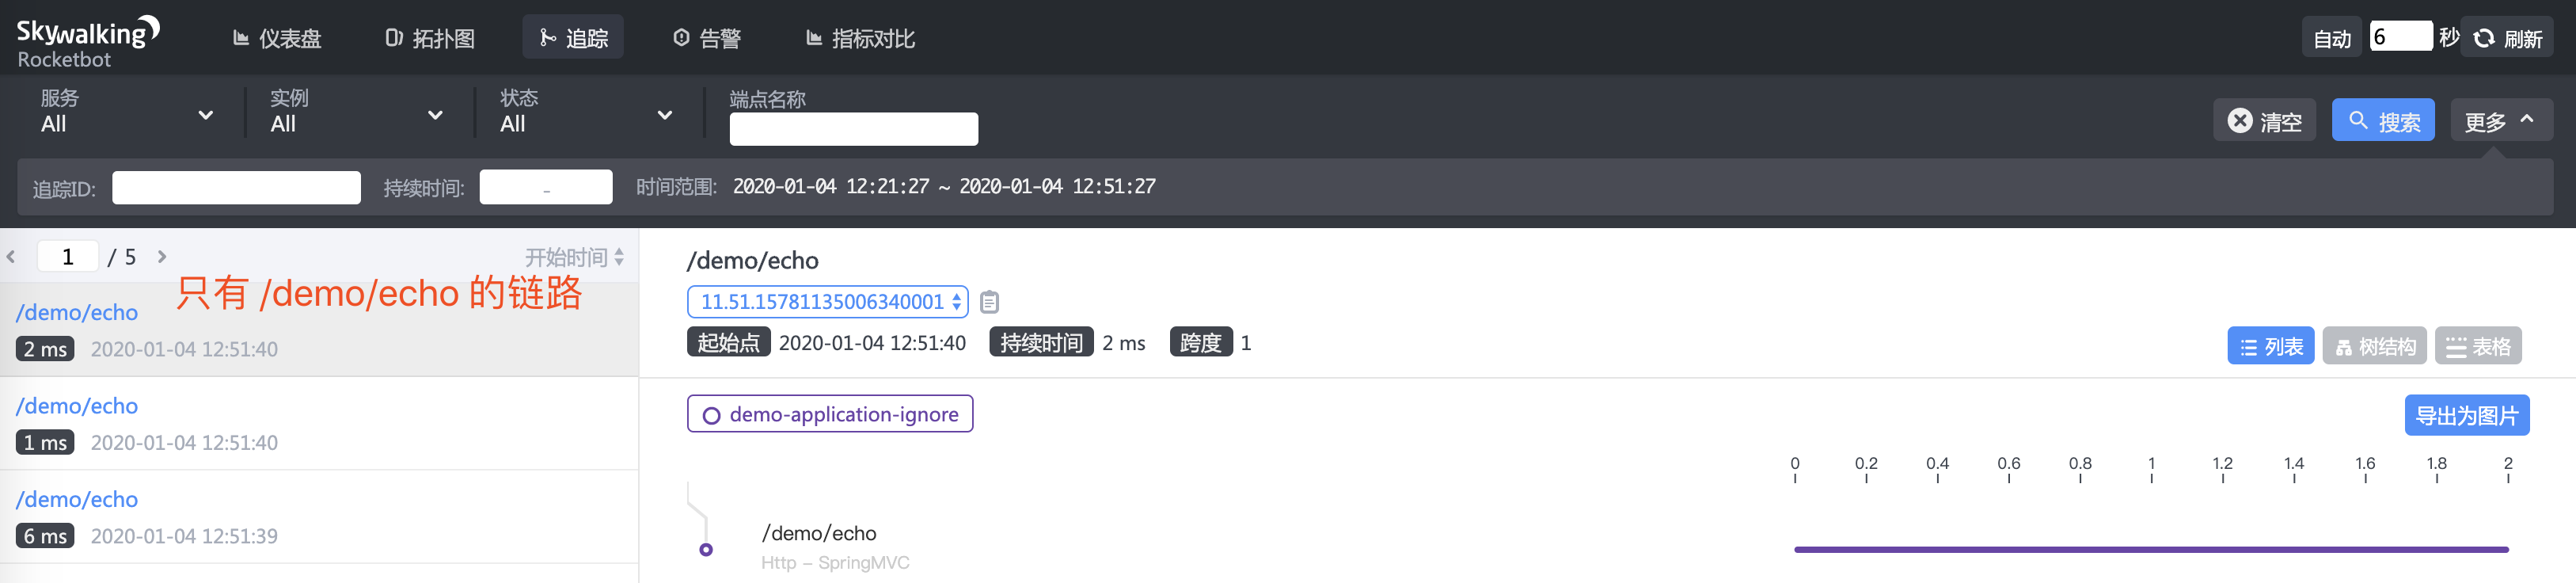 Skywalking
Rocketbot
仪表盘
拓扑图
追踪
告警
指标对比
自动 6 秒 刷新
服务
All
实例
All
状态
All
端点名称
清空
搜索
更多
追踪ID:
持续时间: -
时间范围: 2020-01-04 12:21:27 ~ 2020-01-04 12:51:27
1 / 5
开始时间
只有 /demo/echo 的链路
/demo/echo
2 ms 2020-01-04 12:51:40
/demo/echo
1 ms 2020-01-04 12:51:40
/demo/echo
6 ms 2020-01-04 12:51:39
/demo/echo
11.51.15781135006340001
起始点 2020-01-04 12:51:40 持续时间 2 ms 跨度 1
列表 树结构 表格
demo-application-ignore
导出为图片
0 0.2 0.4 0.6 0.8 1 1.2 1.4 1.6 1.8 2
/demo/echo
Http - SpringMVC